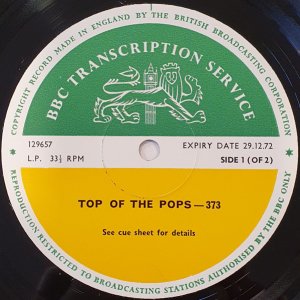 COPYRIGHT RECORD MADE IN ENGLAND BY THE BRITISH BROADCASTING CORPORATION
BBC TRANSCRIPTION SERVICE
129657
EXPIRY DATE 29.12.72
L.P. 33⅓ RPM
SIDE 1 (OF 2)
TOP OF THE POPS—373
See cue sheet for details
REPRODUCTION RESTRICTED TO BROADCASTING STATIONS AUTHORISED BY THE BBC ONLY